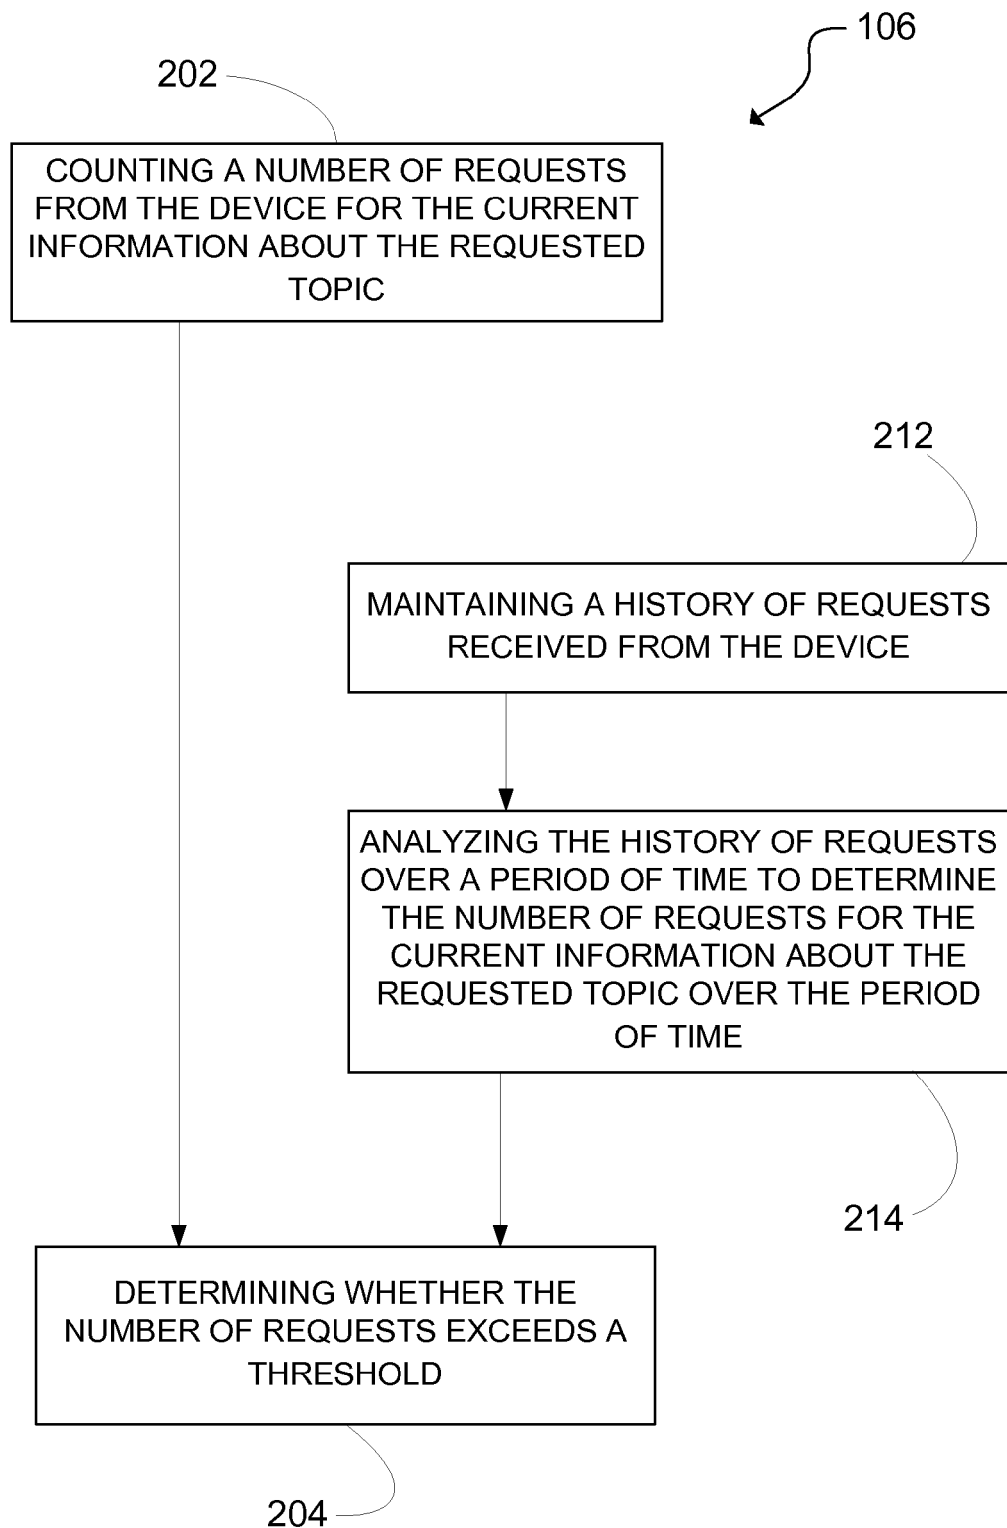 106
202
COUNTING A NUMBER OF REQUESTS
FROM THE DEVICE FOR THE CURRENT
INFORMATION ABOUT THE REQUESTED
TOPIC
212
MAINTAINING A HISTORY OF REQUESTS
RECEIVED FROM THE DEVICE
ANALYZING THE HISTORY OF REQUESTS
OVER A PERIOD OF TIME TO DETERMINE
THE NUMBER OF REQUESTS FOR THE
CURRENT INFORMATION ABOUT THE
REQUESTED TOPIC OVER THE PERIOD
OF TIME
214
DETERMINING WHETHER THE
NUMBER OF REQUESTS EXCEEDS A
THRESHOLD
204